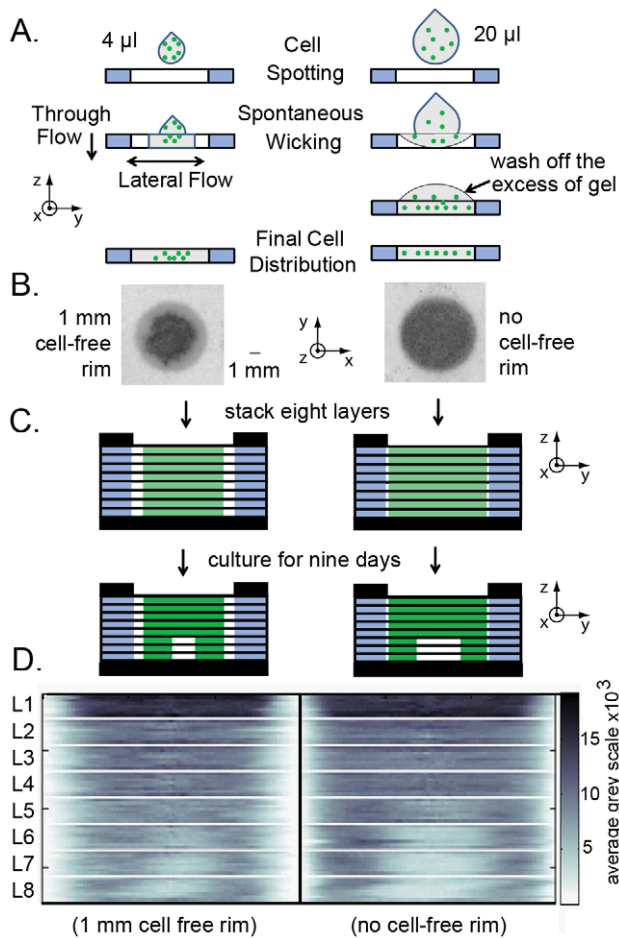 A.
4 µl
Cell
Spotting
20 µl
Through
Flow
Spontaneous
Wicking
Lateral Flow
wash off the
excess of gel
z
x
y
Final Cell
Distribution
B.
1 mm
cell-free
rim
1 mm
y
z
x
no
cell-free
rim
stack eight layers
C.
z
x
y
culture for nine days
z
x
y
D.
L1
L2
L3
L4
L5
L6
L7
L8
15
10
5
average grey scale x10³
(1 mm cell free rim)
(no cell-free rim)